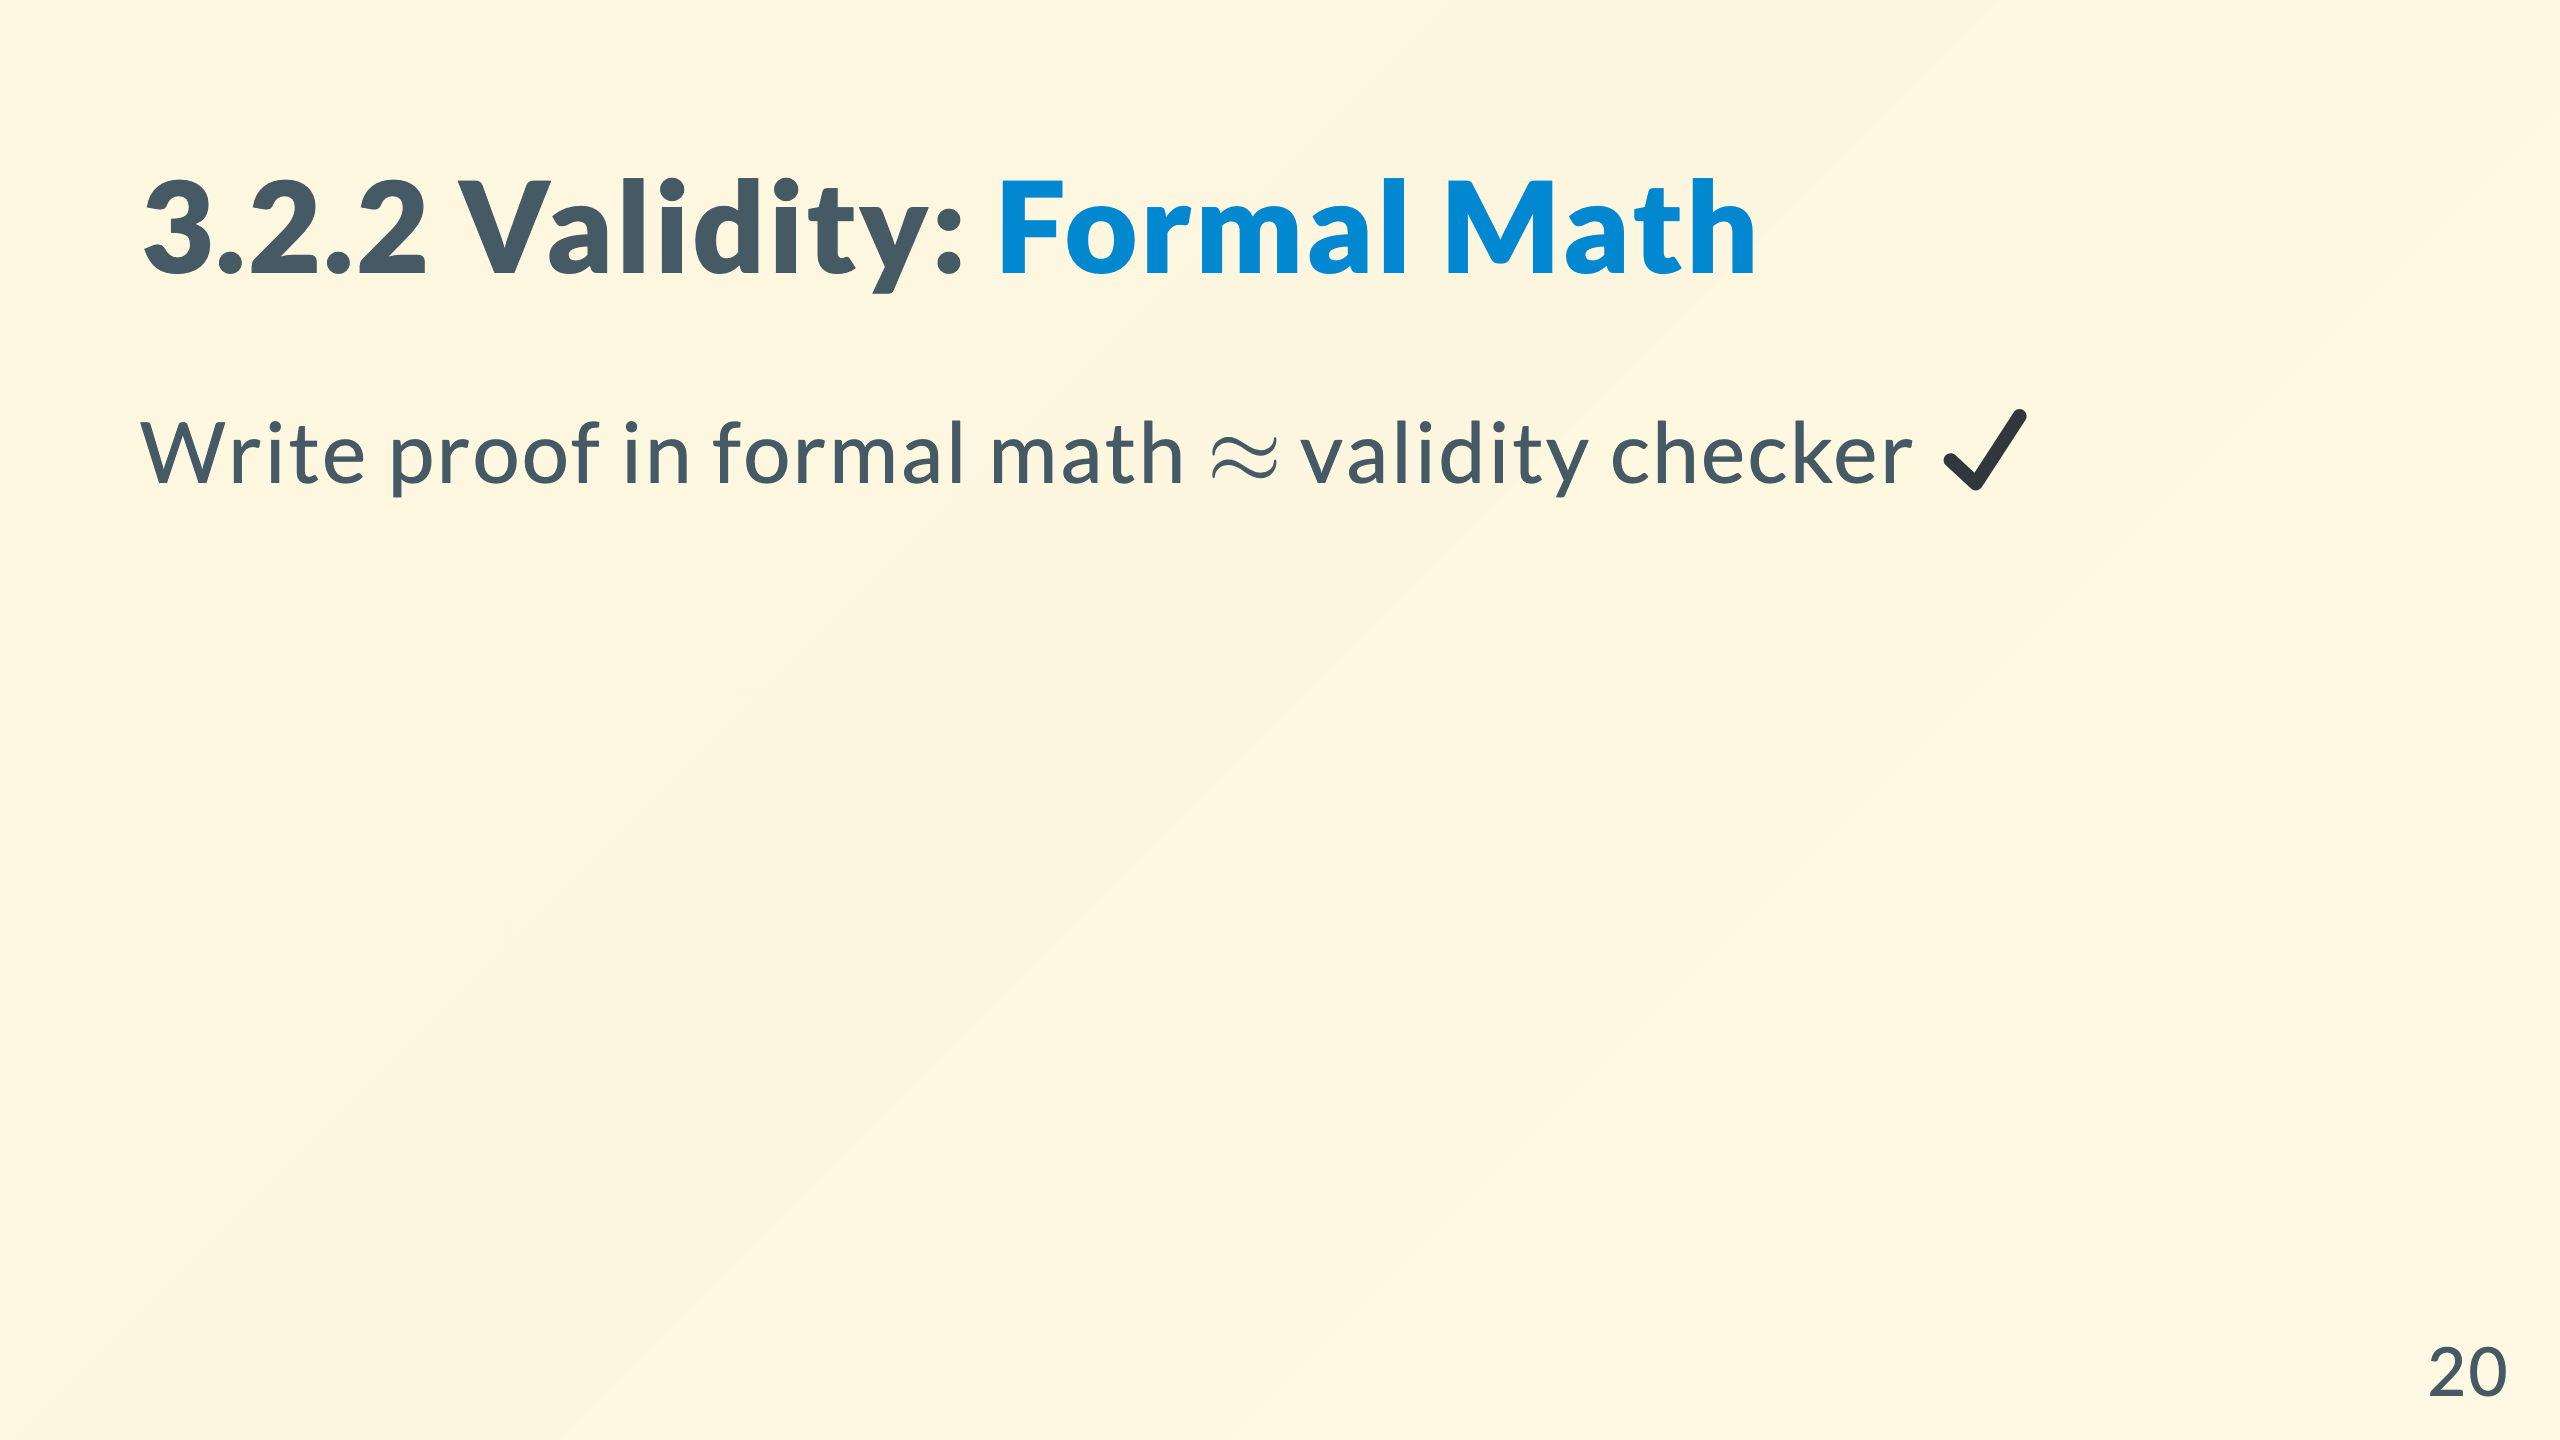 3.2.2 Validity: Formal Math
Write proof in formal math ≈ validity checker ✔
20